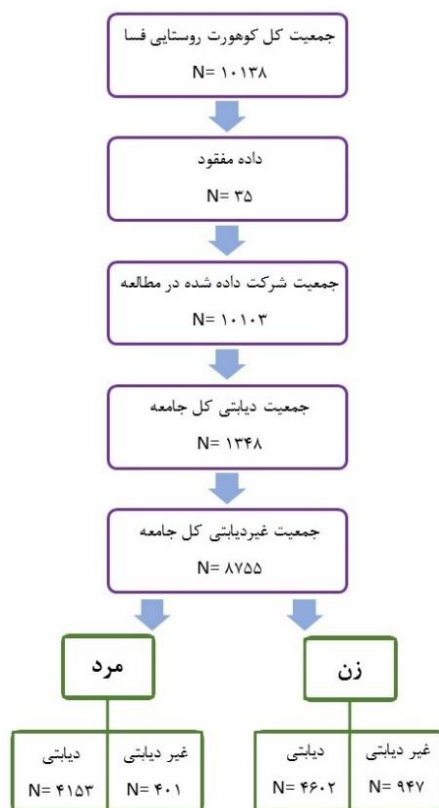 جمعیت کل کوهورت روستایی فسا
N= ۱۰۱۳۸
داده مفقود
N= ۳۵
جمعیت شرکت داده شده در مطالعه
N= ۱۰۱۰۳
جمعیت دیابتی کل جامعه
N= ۱۳۴۸
جمعیت غیردیابتی کل جامعه
N= ۸۷۵۵
زن
غیر دیابتی
N= ۹۴۷
دیابتی
N= ۴۶۰۲
مرد
غیر دیابتی
N= ۴۰۱
دیابتی
N= ۴۱۵۳